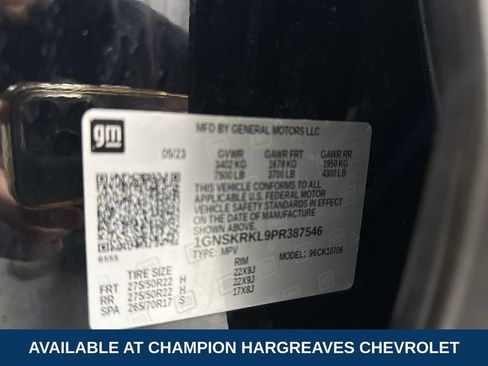 gm
MFD BY GENERAL MOTORS LLC
05/23 GVWR GAWR FRT GAWR RR
3402 KG 1678 KG 1950 KG
7500 LB 3700 LB 4300 LB
THIS VEHICLE CONFORMS TO ALL
APPLICABLE U.S. FEDERAL MOTOR
VEHICLE SAFETY STANDARDS IN EFFECT
ON THE DATE OF MANUFACTURE
SHOWN ABOVE.
1GNSKRKL9PR387546
TYPE: MPV MODEL: 96CK10706
TIRE SIZE RIM
FRT 275/50R22 H 22X9J
RR 275/50R22 H 22X9J
SPA 265/70R17 S 17X8J
AVAILABLE AT CHAMPION HARGREAVES CHEVROLET